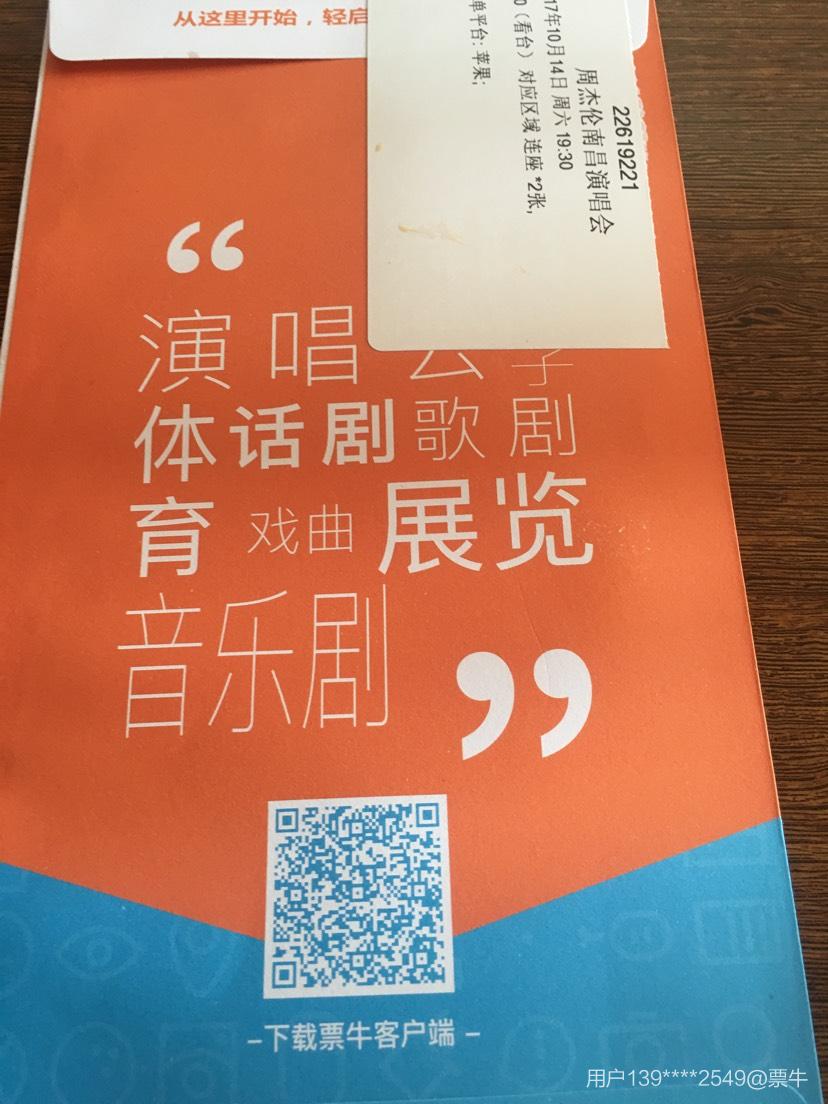 从这里开始，轻启
22619221
周杰伦南昌演唱会
17年10月14日 周六 19:30
0（看台） 对应区域 连座 *2张,
单平台: 苹果;
“
演唱会
体话剧歌剧
育 戏曲 展览
音乐剧
”
–下载票牛客户端 –
用户139****2549@票牛